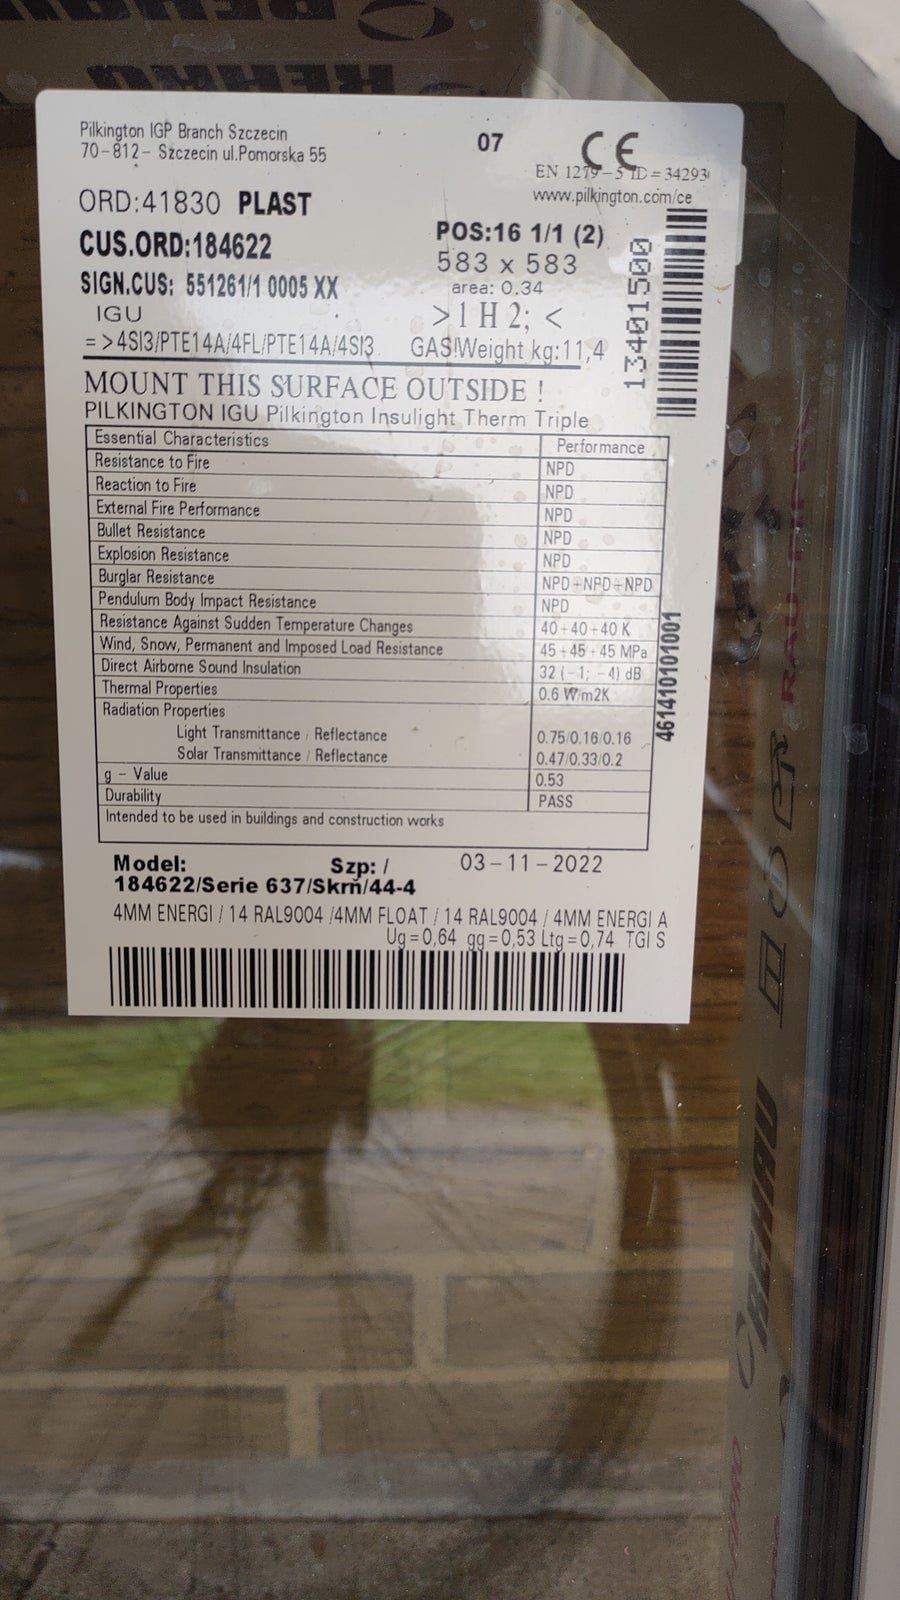 Pilkington IGP Branch Szczecin
70-812- Szczecin ul.Pomorska 55
07
CE
EN 1279-5 ID=34293
www.pilkington.com/ce
ORD:41830 PLAST
CUS.ORD:184622
POS:16 1/1 (2)
583 x 583
SIGN.CUS: 551261/1 0005 XX
area: 0.34
IGU
>1 H 2; <
=>4SI3/PTE14A/4FL/PTE14A/4SI3
GAS!Weight kg:11,4
13401500
MOUNT THIS SURFACE OUTSIDE !
PILKINGTON IGU Pilkington Insulight Therm Triple
Essential Characteristics Performance
Resistance to Fire NPD
Reaction to Fire NPD
External Fire Performance NPD
Bullet Resistance NPD
Explosion Resistance NPD
Burglar Resistance NPD+NPD+NPD
Pendulum Body Impact Resistance NPD
Resistance Against Sudden Temperature Changes 40+40+40 K
Wind, Snow, Permanent and Imposed Load Resistance 45+45+45 MPa
Direct Airborne Sound Insulation 32 (-1; -4) dB
Thermal Properties 0.6 W/m2K
Radiation Properties
Light Transmittance / Reflectance 0.75/0.16/0.16
Solar Transmittance / Reflectance 0.47/0.33/0.2
g - Value 0.53
Durability PASS
Intended to be used in buildings and construction works
461410101001
Model: Szp: / 03-11-2022
184622/Serie 637/Skrń/44-4
4MM ENERGI / 14 RAL9004 /4MM FLOAT / 14 RAL9004 / 4MM ENERGI A
Ug=0,64 gg=0,53 Ltg=0,74 TGI S
REHAU